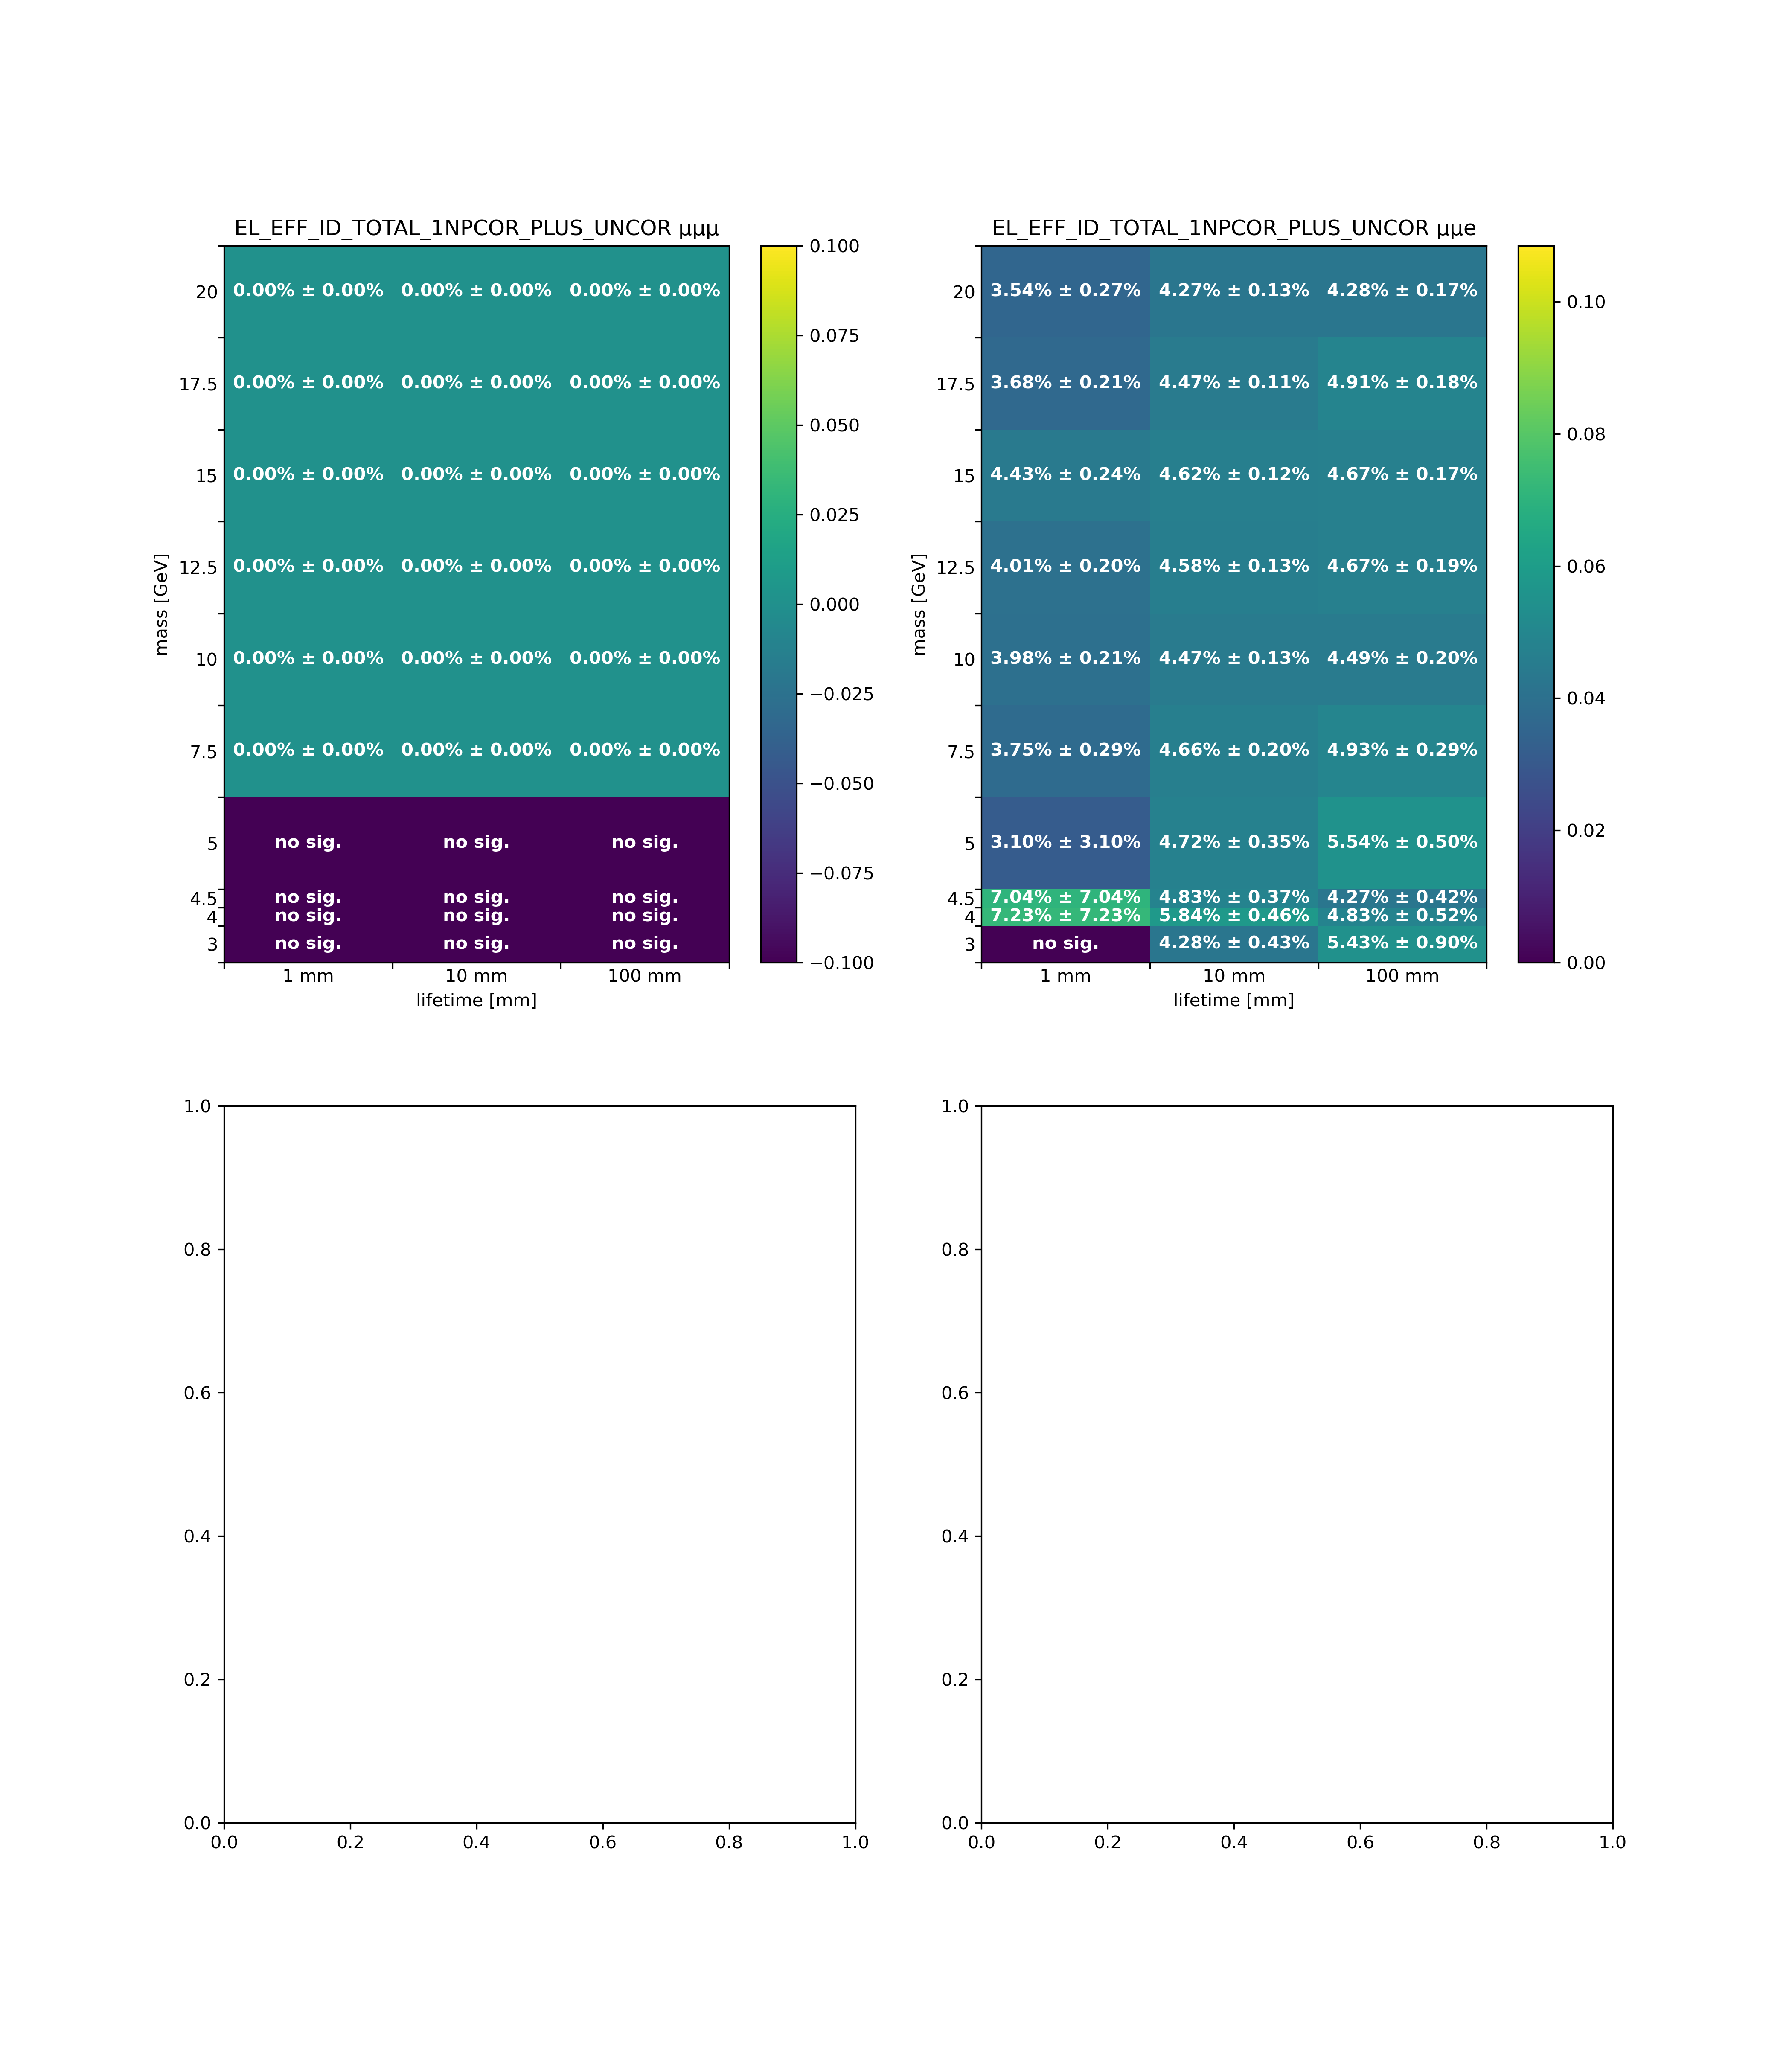 EL_EFF_ID_TOTAL_1NPCOR_PLUS_UNCOR μμμ
mass [GeV]
20 0.00% ± 0.00% 0.00% ± 0.00% 0.00% ± 0.00%
17.5 0.00% ± 0.00% 0.00% ± 0.00% 0.00% ± 0.00%
15 0.00% ± 0.00% 0.00% ± 0.00% 0.00% ± 0.00%
12.5 0.00% ± 0.00% 0.00% ± 0.00% 0.00% ± 0.00%
10 0.00% ± 0.00% 0.00% ± 0.00% 0.00% ± 0.00%
7.5 0.00% ± 0.00% 0.00% ± 0.00% 0.00% ± 0.00%
5 no sig. no sig. no sig.
4.5 no sig. no sig. no sig.
4 no sig. no sig. no sig.
3 no sig. no sig. no sig.
1 mm 10 mm 100 mm
lifetime [mm]
0.100
0.075
0.050
0.025
0.000
−0.025
−0.050
−0.075
−0.100
EL_EFF_ID_TOTAL_1NPCOR_PLUS_UNCOR μμe
mass [GeV]
20 3.54% ± 0.27% 4.27% ± 0.13% 4.28% ± 0.17%
17.5 3.68% ± 0.21% 4.47% ± 0.11% 4.91% ± 0.18%
15 4.43% ± 0.24% 4.62% ± 0.12% 4.67% ± 0.17%
12.5 4.01% ± 0.20% 4.58% ± 0.13% 4.67% ± 0.19%
10 3.98% ± 0.21% 4.47% ± 0.13% 4.49% ± 0.20%
7.5 3.75% ± 0.29% 4.66% ± 0.20% 4.93% ± 0.29%
5 3.10% ± 3.10% 4.72% ± 0.35% 5.54% ± 0.50%
4.5 7.04% ± 7.04% 4.83% ± 0.37% 4.27% ± 0.42%
4 7.23% ± 7.23% 5.84% ± 0.46% 4.83% ± 0.52%
3 no sig. 4.28% ± 0.43% 5.43% ± 0.90%
1 mm 10 mm 100 mm
lifetime [mm]
0.10
0.08
0.06
0.04
0.02
0.00
1.0
0.8
0.6
0.4
0.2
0.0
0.0 0.2 0.4 0.6 0.8 1.0
1.0
0.8
0.6
0.4
0.2
0.0
0.0 0.2 0.4 0.6 0.8 1.0